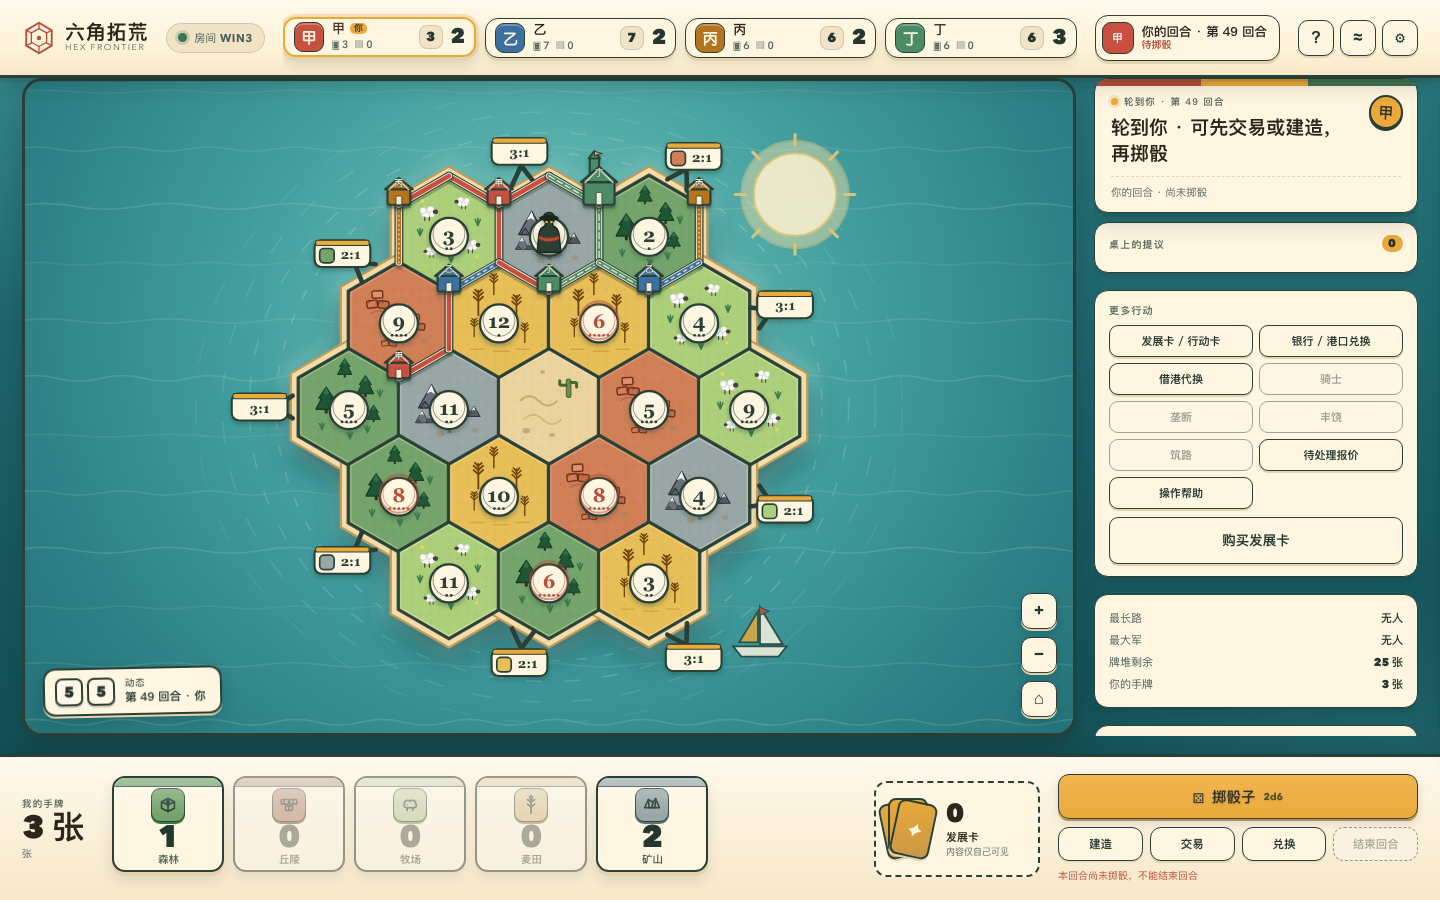 六角拓荒
HEX FRONTIER
房间 WIN3
甲
甲 你
3 0
3 2
乙
乙
7 0
7 2
丙
丙
6 0
6 2
丁
丁
6 0
6 3
甲
你的回合 · 第 49 回合
待掷骰
?
≈
3:1
2:1
丙
甲
丁
丙
3
2
2:1
乙
丁
乙
9
12
6
4
3:1
甲
3:1
5
11
5
9
8
10
8
4
2:1
2:1
11
6
3
2:1
3:1
+
−
⌂
5 5
动态
第 49 回合 · 你
轮到你 · 第 49 回合
甲
轮到你 · 可先交易或建造，
再掷骰
你的回合 · 尚未掷骰
桌上的提议
0
更多行动
发展卡 / 行动卡
银行 / 港口兑换
借港代换
骑士
垄断
丰饶
筑路
待处理报价
操作帮助
购买发展卡
最长路 无人
最大军 无人
牌堆剩余 25 张
你的手牌 3 张
我的手牌
3 张
张
1
森林
0
丘陵
0
牧场
0
麦田
2
矿山
0
发展卡
内容仅自己可见
掷骰子 2d6
建造
交易
兑换
结束回合
本回合尚未掷骰，不能结束回合